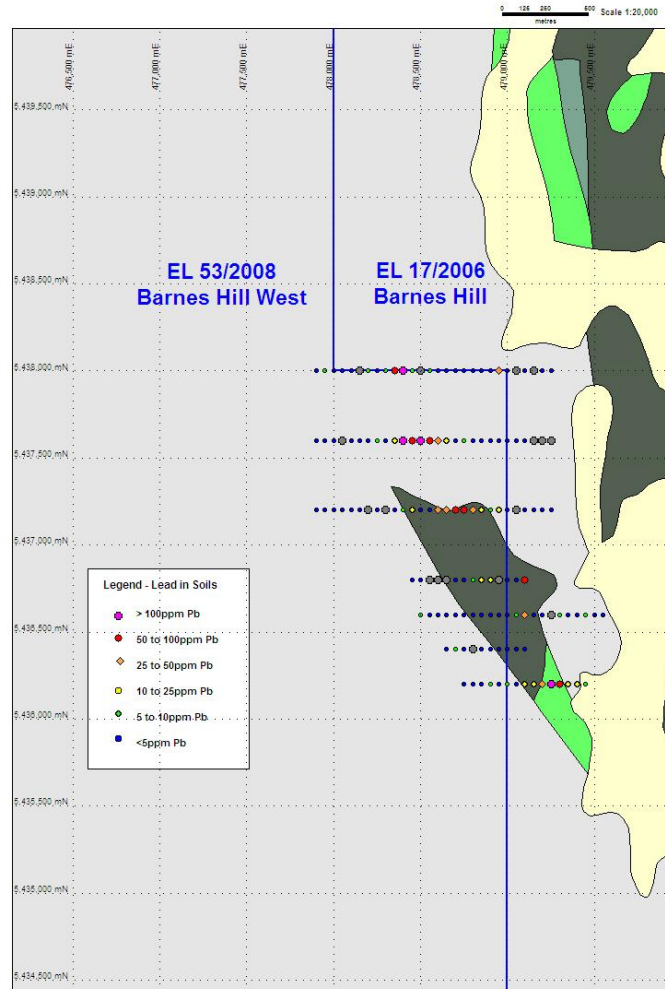 0 125 250 500 Scale 1:20,000
metres
476,500 mE
477,000 mE
477,500 mE
478,000 mE
478,500 mE
479,000 mE
479,500 mE
5,439,500 mN
5,439,000 mN
5,438,500 mN
EL 53/2008
Barnes Hill West
EL 17/2006
Barnes Hill
5,438,000 mN
5,437,500 mN
5,437,000 mN
Legend - Lead in Soils
> 100ppm Pb
50 to 100ppm Pb
25 to 50ppm Pb
10 to 25ppm Pb
5 to 10ppm Pb
<5ppm Pb
5,436,500 mN
5,436,000 mN
5,435,500 mN
5,435,000 mN
5,434,500 mN